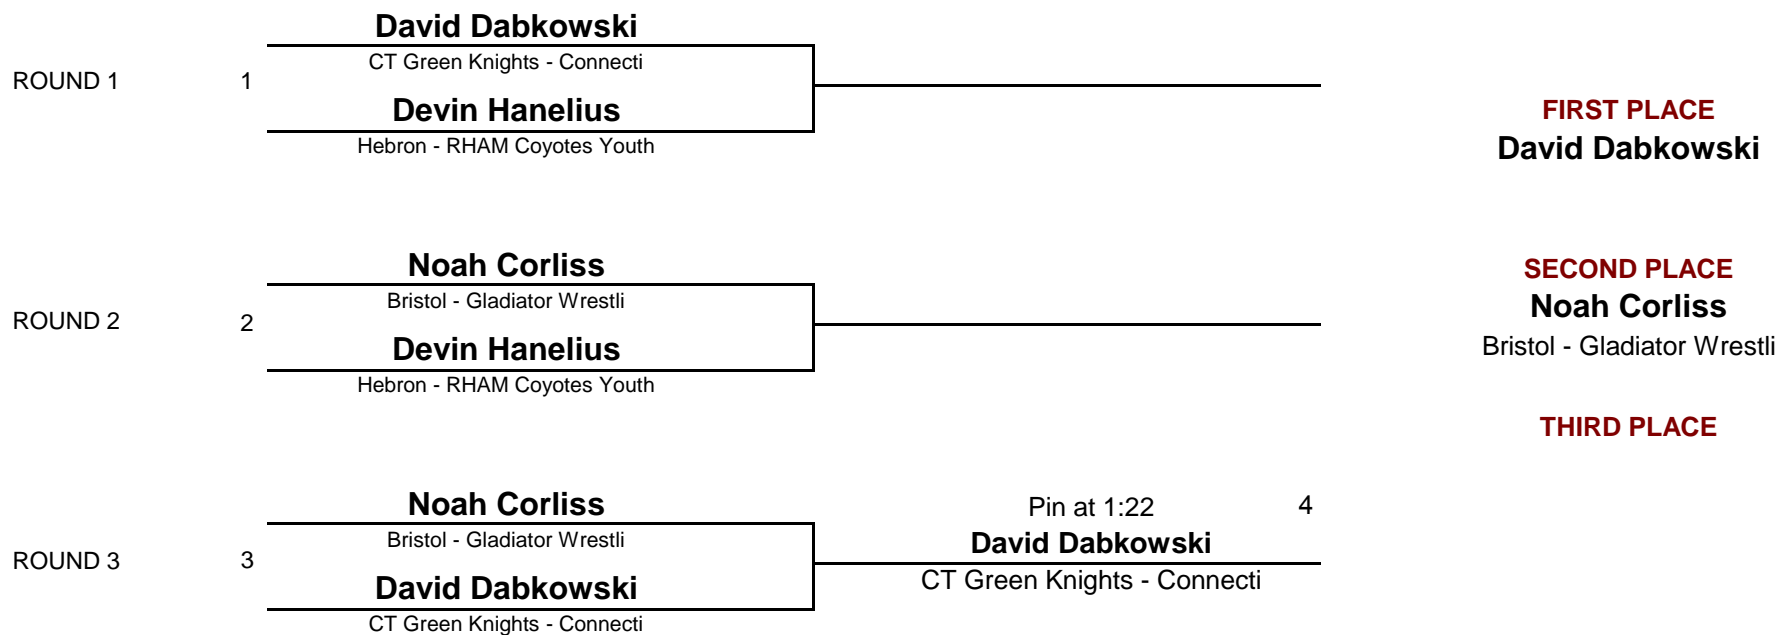 David Dabkowski
CT Green Knights - Connecti
ROUND 1
1
Devin Hanelius
Hebron - RHAM Coyotes Youth
FIRST PLACE
David Dabkowski
Noah Corliss
Bristol - Gladiator Wrestli
ROUND 2
2
Devin Hanelius
Hebron - RHAM Coyotes Youth
SECOND PLACE
Noah Corliss
Bristol - Gladiator Wrestli
THIRD PLACE
Noah Corliss
Bristol - Gladiator Wrestli
ROUND 3
3
David Dabkowski
CT Green Knights - Connecti
Pin at 1:22
4
David Dabkowski
CT Green Knights - Connecti